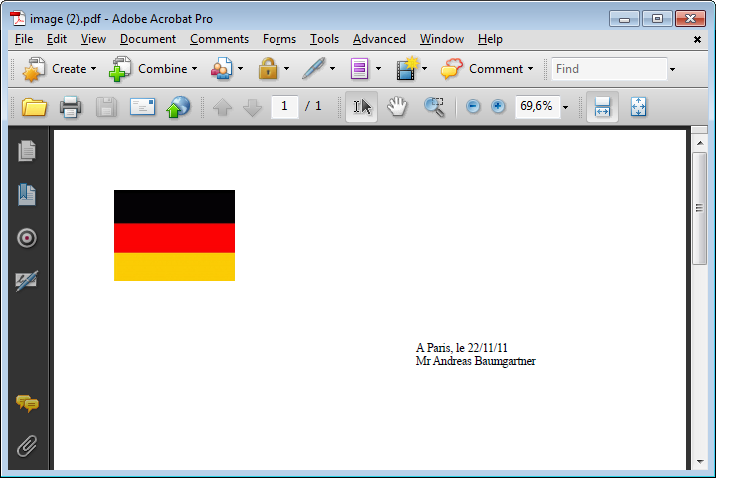 image (2).pdf - Adobe Acrobat Pro
File Edit View Document Comments Forms Tools Advanced Window Help
Create Combine Comment Find
1 / 1 69,6%
A Paris, le 22/11/11
Mr Andreas Baumgartner